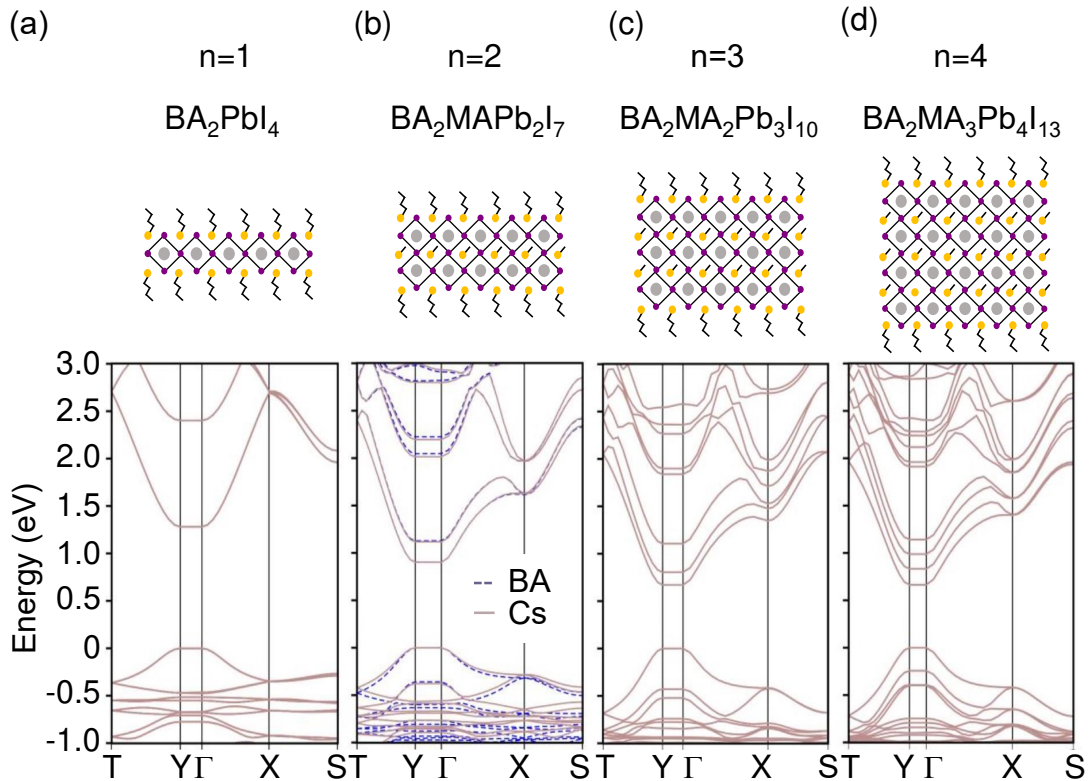 (a) (b) (c) (d)
n=1 n=2 n=3 n=4
BA₂PbI₄ BA₂MAPb₂I₇ BA₂MA₂Pb₃I₁₀ BA₂MA₃Pb₄I₁₃
Energy (eV)
3.0
2.5
2.0
1.5
1.0
0.5
0
-0.5
-1.0
BA
Cs
T Y Γ X S T Y Γ X S T Y Γ X S T Y Γ X S